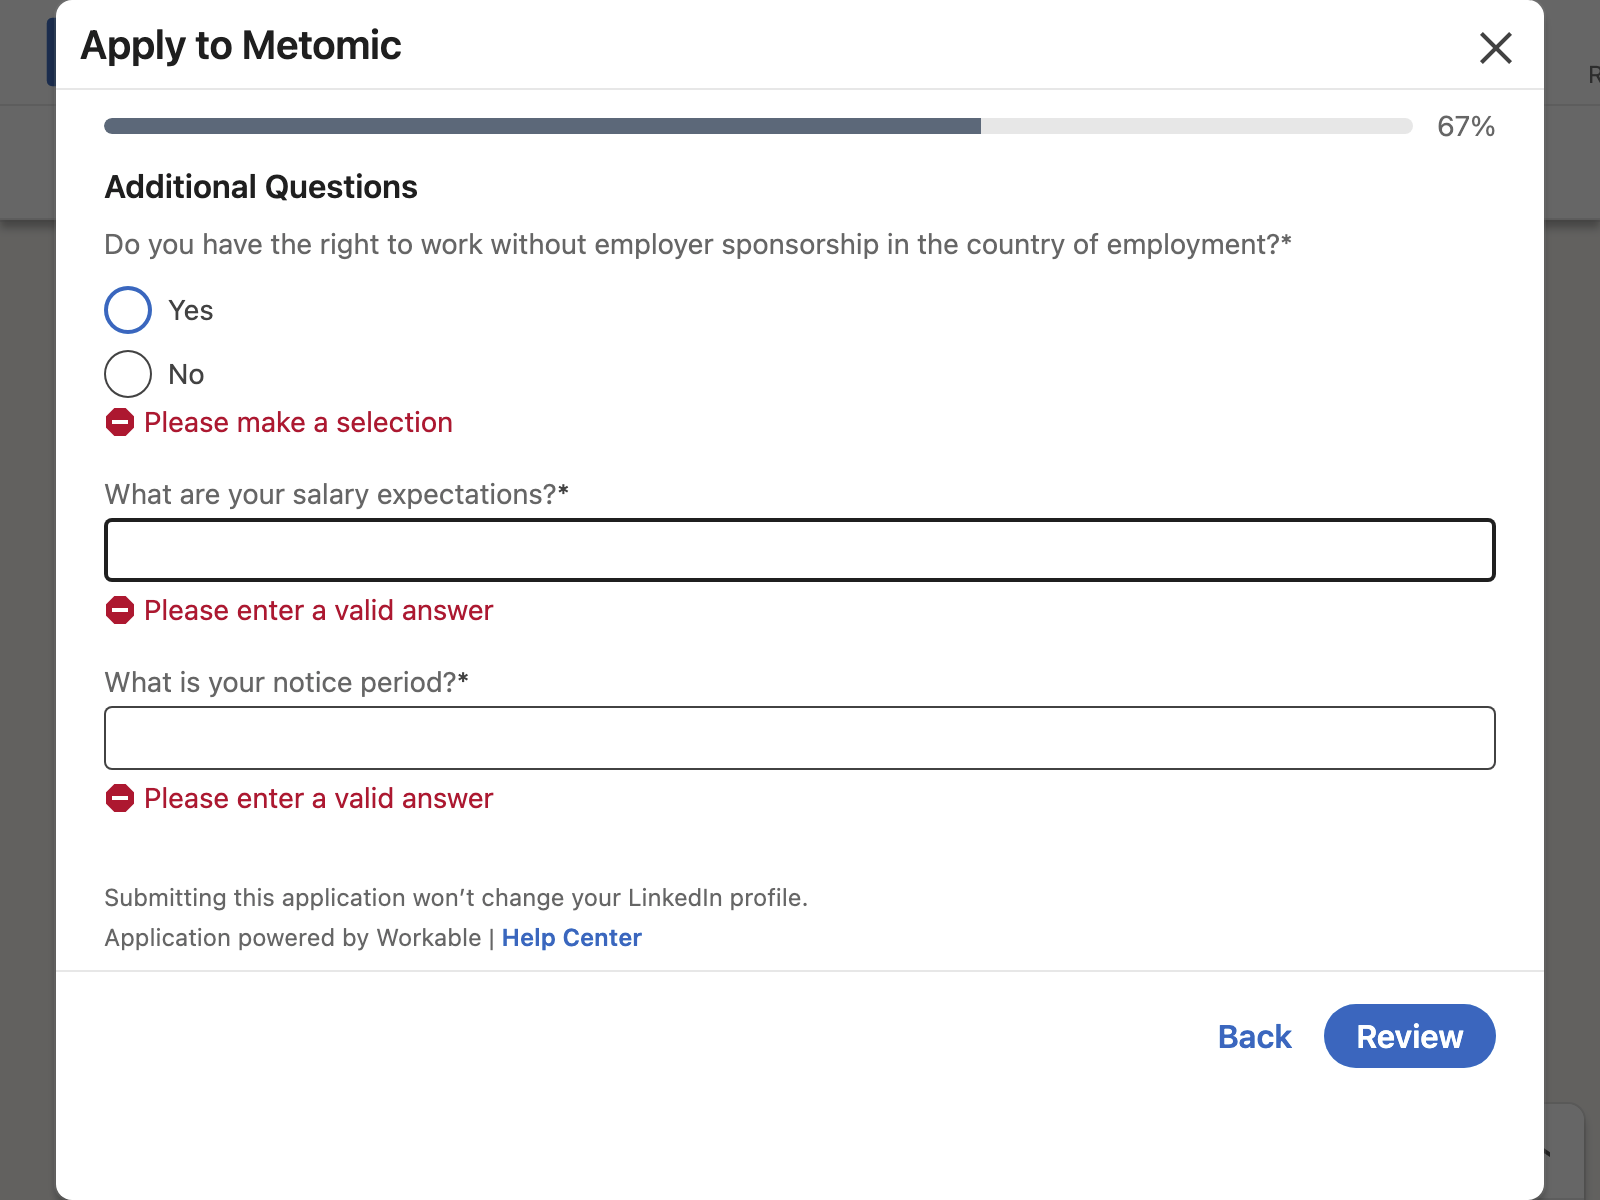 Apply to Metomic
67%
Additional Questions
Do you have the right to work without employer sponsorship in the country of employment?*
Yes
No
Please make a selection
What are your salary expectations?*
Please enter a valid answer
What is your notice period?*
Please enter a valid answer
Submitting this application won’t change your LinkedIn profile.
Application powered by Workable | Help Center
Back
Review